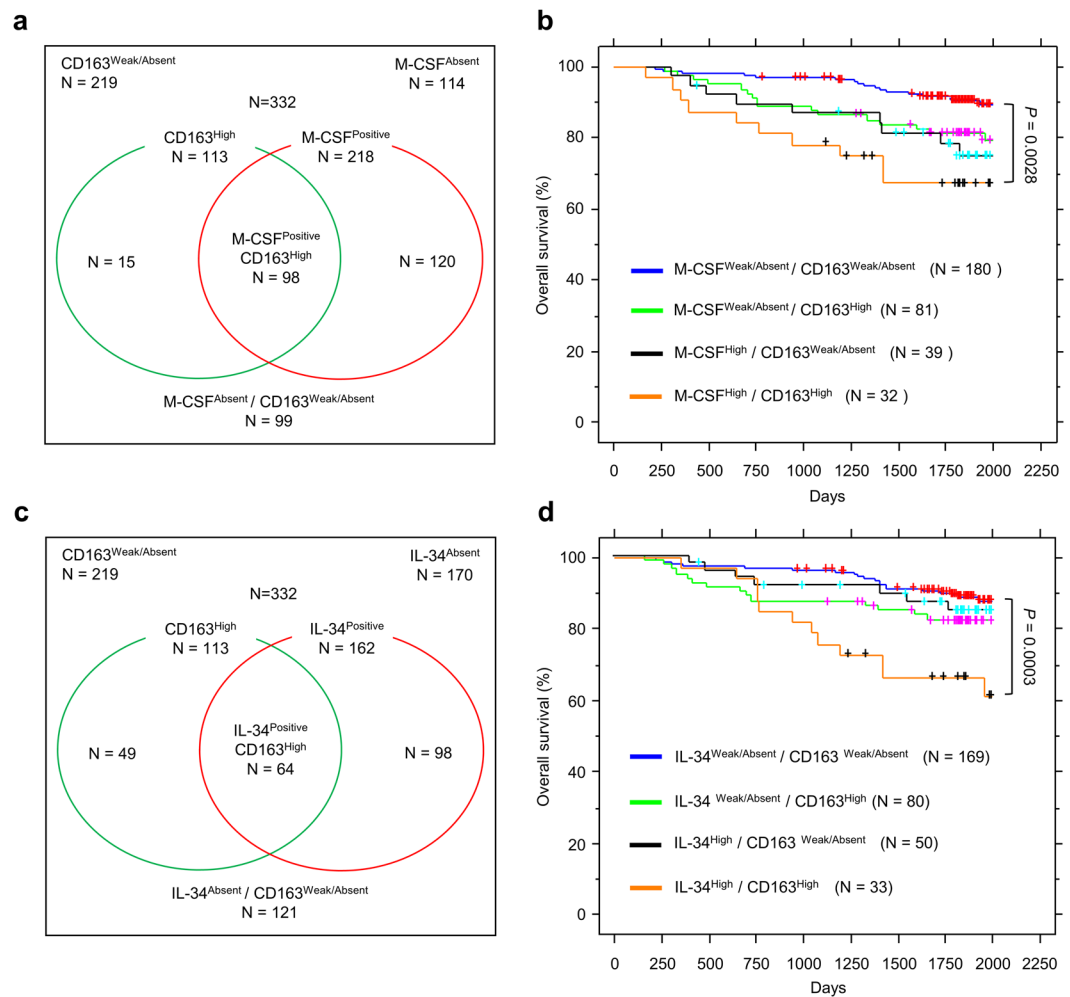 a
CD163Weak/Absent
N = 219
M-CSFAbsent
N = 114
N=332
CD163High
N = 113
M-CSFPositive
N = 218
N = 15
M-CSFPositive
CD163High
N = 98
N = 120
M-CSFAbsent / CD163Weak/Absent
N = 99
b
Overall survival (%)
100
80
60
40
20
0
P = 0.0028
M-CSFWeak/Absent / CD163Weak/Absent (N = 180 )
M-CSFWeak/Absent / CD163High (N = 81)
M-CSFHigh / CD163Weak/Absent (N = 39 )
M-CSFHigh / CD163High (N = 32 )
0 250 500 750 1000 1250 1500 1750 2000 2250
Days
c
CD163Weak/Absent
N = 219
IL-34Absent
N = 170
N=332
CD163High
N = 113
IL-34Positive
N = 162
N = 49
IL-34Positive
CD163High
N = 64
N = 98
IL-34Absent / CD163Weak/Absent
N = 121
d
Overall survival (%)
100
80
60
40
20
0
P = 0.0003
IL-34Weak/Absent / CD163 Weak/Absent (N = 169)
IL-34 Weak/Absent / CD163High (N = 80)
IL-34High / CD163 Weak/Absent (N = 50)
IL-34High / CD163High (N = 33)
0 250 500 750 1000 1250 1500 1750 2000 2250
Days